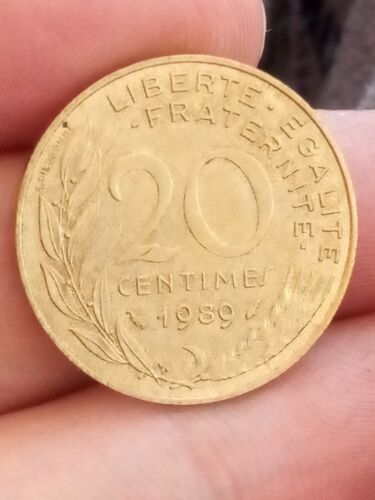 LIBERTE · EGALITE
· FRATERNITE ·
20
CENTIMES
1989